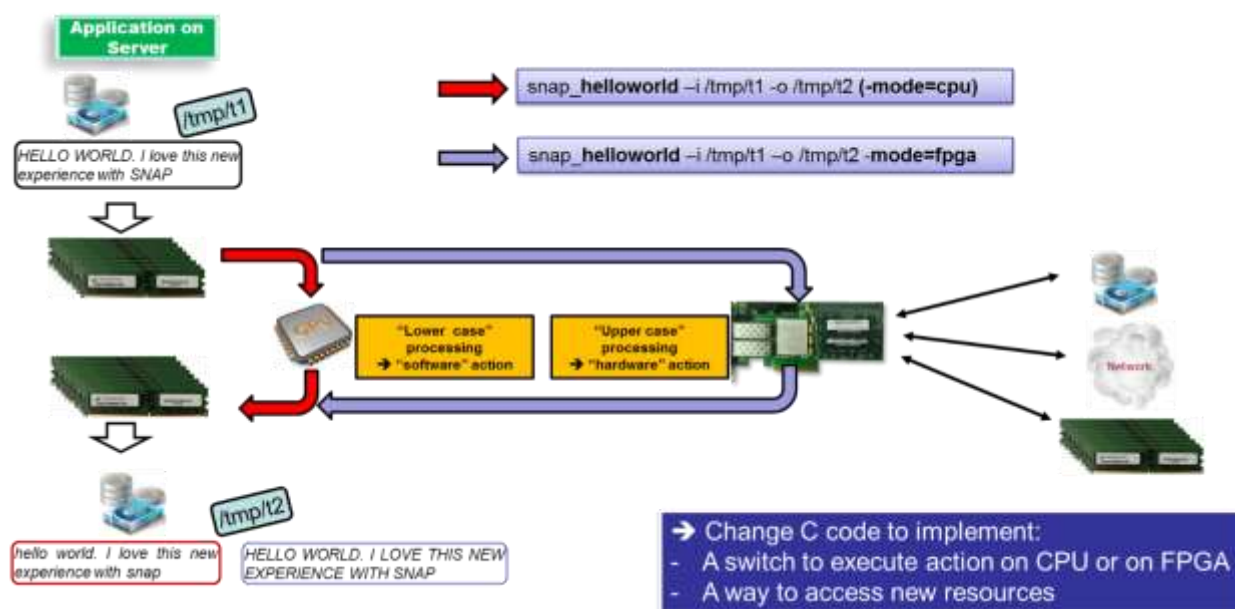 Application on
Server
/tmp/t1
snap_helloworld –i /tmp/t1 -o /tmp/t2 (-mode=cpu)
HELLO WORLD. I love this new
experience with SNAP
snap_helloworld –i /tmp/t1 –o /tmp/t2 -mode=fpga
CPU
"Lower case"
processing
➔ "software" action
"Upper case"
processing
➔ "hardware" action
Network
/tmp/t2
hello world. I love this new
experience with snap
HELLO WORLD. I LOVE THIS NEW
EXPERIENCE WITH SNAP
➔ Change C code to implement:
- A switch to execute action on CPU or on FPGA
- A way to access new resources